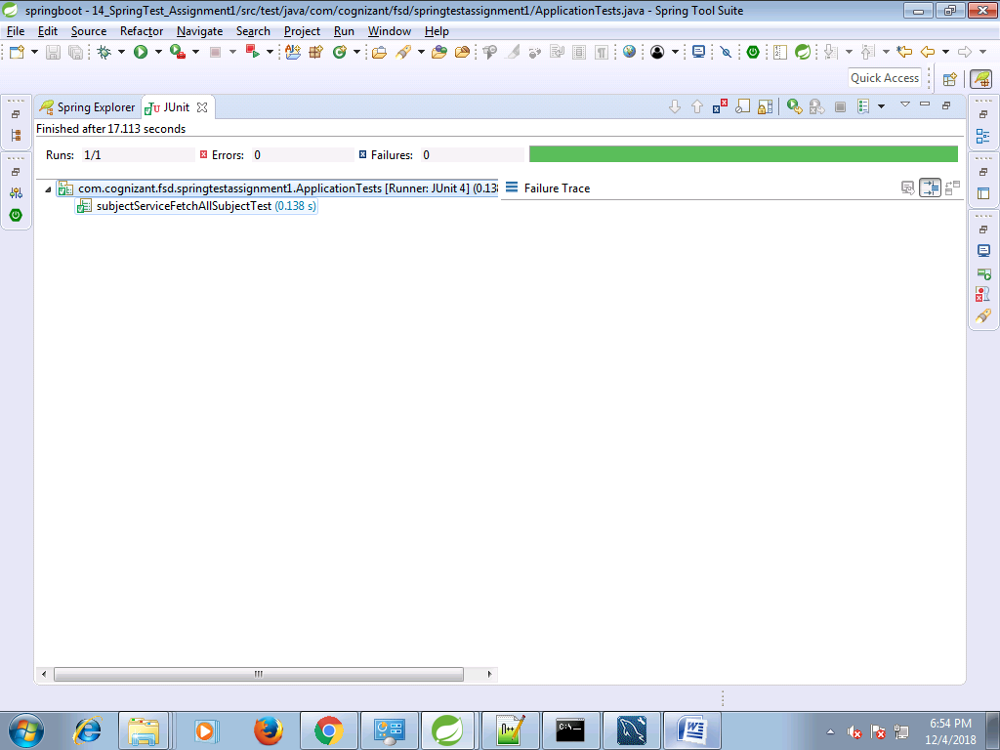 springboot - 14_SpringTest_Assignment1/src/test/java/com/cognizant/fsd/springtestassignment1/ApplicationTests.java - Spring Tool Suite
File Edit Source Refactor Navigate Search Project Run Window Help
Quick Access
Spring Explorer JUnit
Finished after 17.113 seconds
Runs: 1/1 Errors: 0 Failures: 0
com.cognizant.fsd.springtestassignment1.ApplicationTests [Runner: JUnit 4] (0.13 Failure Trace
subjectServiceFetchAllSubjectTest (0.138 s)
6:54 PM
12/4/2018